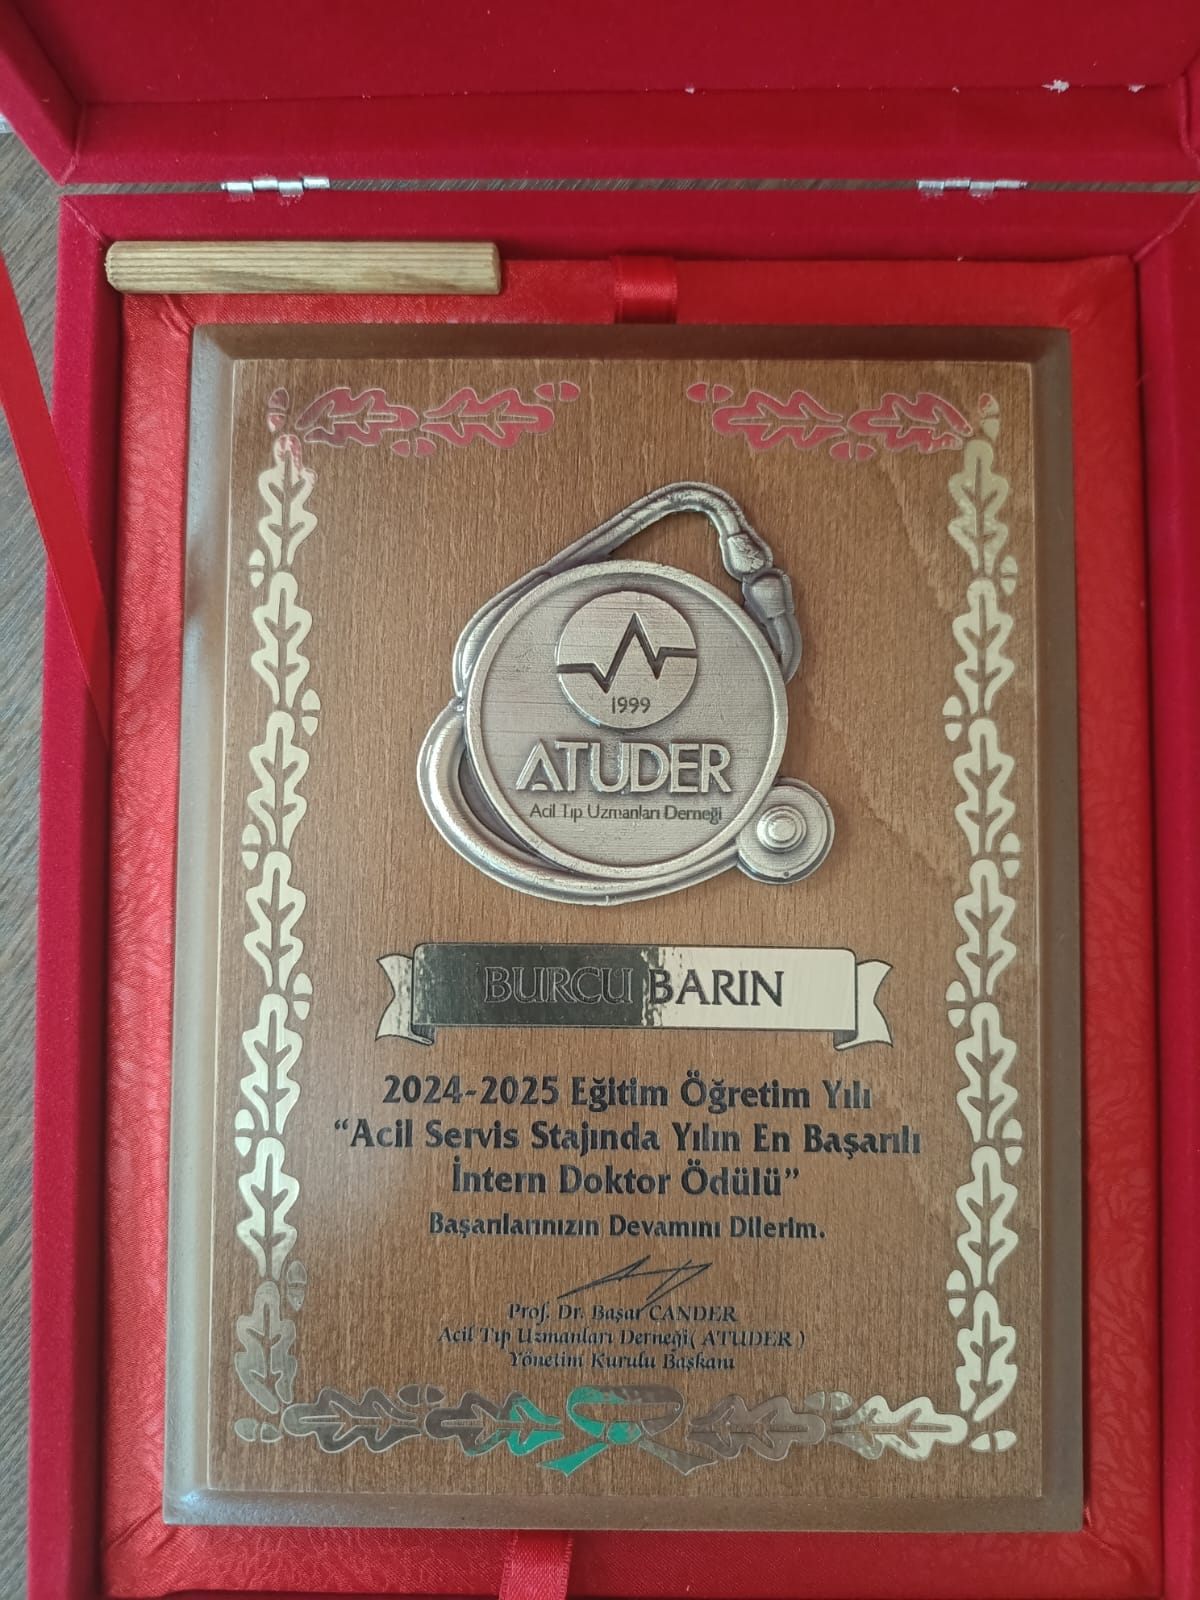 1999
ATUDER
Acil Tıp Uzmanları Derneği
BURCU BARIN
2024-2025 Eğitim Öğretim Yılı
“Acil Servis Stajında Yılın En Başarılı
İntern Doktor Ödülü”
Başarılarınızın Devamını Dilerim.
Prof. Dr. Başar CANDER
Acil Tıp Uzmanları Derneği( ATUDER )
Yönetim Kurulu Başkanı